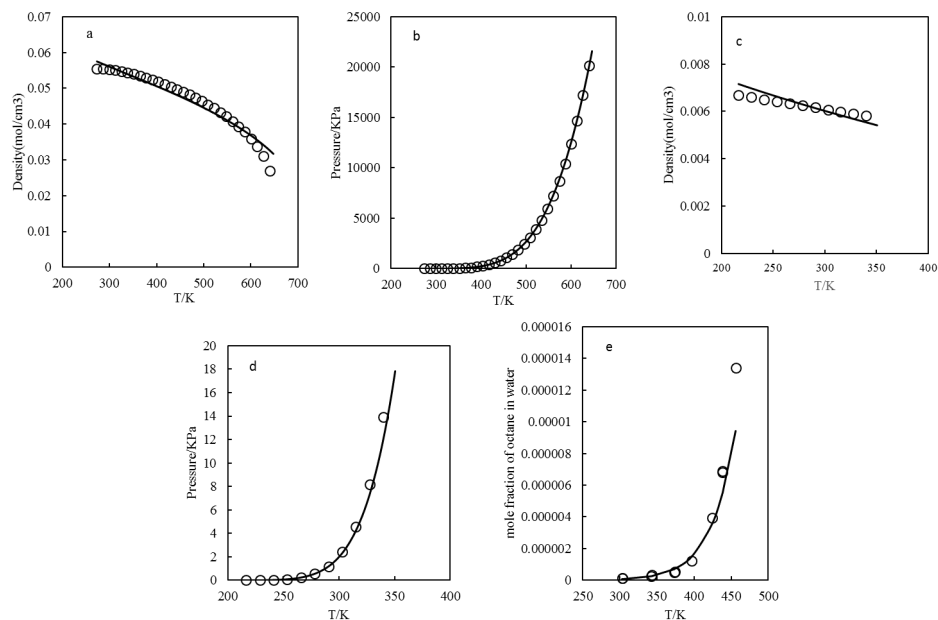 a
0.07
0.06
0.05
0.04
0.03
0.02
0.01
0
Density(mol/cm3)
200 300 400 500 600 700
T/K
b
25000
20000
15000
10000
5000
0
Pressure/KPa
200 300 400 500 600 700
T/K
c
0.01
0.008
0.006
0.004
0.002
0
Density(mol/cm3)
200 250 300 350 400
T/K
d
20
18
16
14
12
10
8
6
4
2
0
Pressure/KPa
200 250 300 350 400
T/K
e
0.000016
0.000014
0.000012
0.00001
0.000008
0.000006
0.000004
0.000002
0
mole fraction of octane in water
250 300 350 400 450 500
T/K